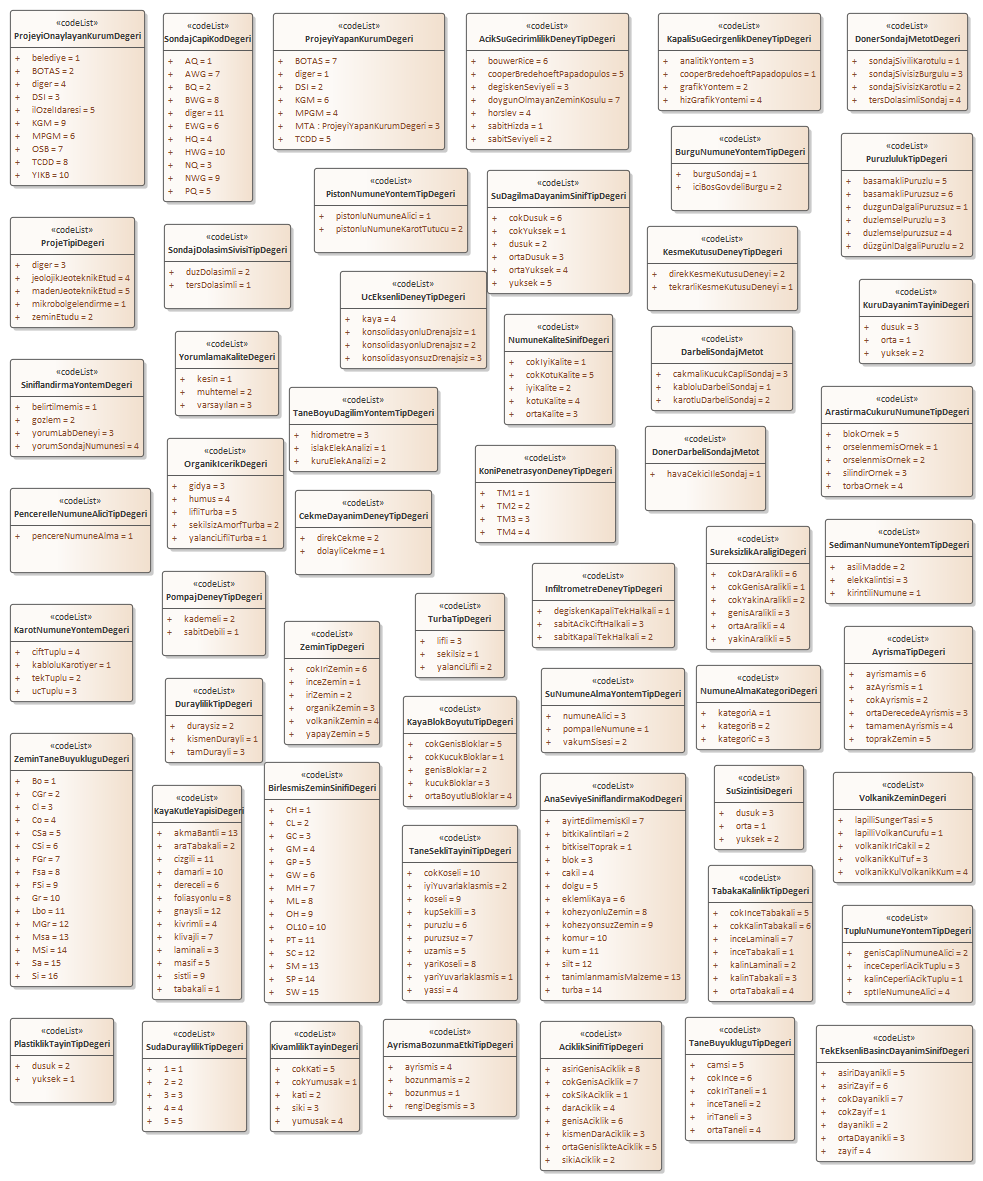 «codeList»
ProjeyiOnaylayanKurumDegeri
+ belediye = 1
+ BOTAS = 2
+ diger = 4
+ DSI = 3
+ ilOzelIdaresi = 5
+ KGM = 9
+ MPGM = 6
+ OSB = 7
+ TCDD = 8
+ YIKB = 10
«codeList»
SondajCapiKodDegeri
+ AQ = 1
+ AWG = 7
+ BQ = 2
+ BWG = 8
+ diger = 11
+ EWG = 6
+ HQ = 4
+ HWG = 10
+ NQ = 3
+ NWG = 9
+ PQ = 5
«codeList»
ProjeyiYapanKurumDegeri
+ BOTAS = 7
+ diger = 1
+ DSI = 2
+ KGM = 6
+ MPGM = 4
+ MTA : ProjeyiYapanKurumDegeri = 3
+ TCDD = 5
«codeList»
AcikSuGecirimlilikDeneyTipDegeri
+ bouwerRice = 6
+ cooperBredehoeftPapadopulos = 5
+ degiskenSeviyeli = 3
+ doygunOlmayanZeminKosulu = 7
+ horslev = 4
+ sabitHizda = 1
+ sabitSeviyeli = 2
«codeList»
KapaliSuGecirgenlikDeneyTipDegeri
+ analitikYontem = 3
+ cooperBredehoeftPapadopulos = 1
+ grafikYontem = 2
+ hizGrafikYontemi = 4
«codeList»
DonerSondajMetotDegeri
+ sondajSiviliKarotulu = 1
+ sondajSivisizBurgulu = 3
+ sondajSivisizKarotlu = 2
+ tersDolasimliSondaj = 4
«codeList»
BurguNumuneYontemTipDegeri
+ burguSondaj = 1
+ iciBosGovdeliBurgu = 2
«codeList»
PuruzlulukTipDegeri
+ basamakliPuruzlu = 5
+ basamakliPuruzsuz = 6
+ duzgunDalgaliPuruzsuz = 1
+ duzlemselPuruzlu = 3
+ duzlemselpuruzsuz = 4
+ düzgünlDalgaliPuruzlu = 2
«codeList»
PistonNumuneYontemTipDegeri
+ pistonluNumuneAlici = 1
+ pistonluNumuneKarotTutucu = 2
«codeList»
SuDagilmaDayanimSinifTipDegeri
+ cokDusuk = 6
+ cokYuksek = 1
+ dusuk = 2
+ ortaDusuk = 3
+ ortaYuksek = 4
+ yuksek = 5
«codeList»
ProjeTipiDegeri
+ diger = 3
+ jeolojikJeoteknikEtud = 4
+ madenJeoteknikEtud = 5
+ mikrobolgelendirme = 1
+ zeminEtudu = 2
«codeList»
SondajDolasimSivisiTipDegeri
+ duzDolasimli = 2
+ tersDolasimli = 1
«codeList»
KesmeKutusuDeneyTipDegeri
+ direkKesmeKutusuDeneyi = 2
+ tekrarliKesmeKutusuDeneyi = 1
«codeList»
UcEksenliDeneyTipDegeri
+ kaya = 4
+ konsolidasyonluDrenajsiz = 1
+ konsolidasyonluDrenajsız = 2
+ konsolidasyonsuzDrenajsiz = 3
«codeList»
KuruDayanimTayiniDegeri
+ dusuk = 3
+ orta = 1
+ yuksek = 2
«codeList»
NumuneKaliteSinifDegeri
+ cokIyiKalite = 1
+ cokKotuKalite = 5
+ iyiKalite = 2
+ kotuKalite = 4
+ ortaKalite = 3
«codeList»
DarbeliSondajMetot
+ cakmaliKucukCapliSondaj = 3
+ kabloluDarbeliSondaj = 1
+ karotluDarbeliSondaj = 2
«codeList»
YorumlamaKaliteDegeri
+ kesin = 1
+ muhtemel = 2
+ varsayılan = 3
«codeList»
SiniflandirmaYontemDegeri
+ belirtilmemis = 1
+ gozlem = 2
+ yorumLabDeneyi = 3
+ yorumSondajNumunesi = 4
«codeList»
TaneBoyuDagilimYontemTipDegeri
+ hidrometre = 3
+ islakElekAnalizi = 1
+ kuruElekAnalizi = 2
«codeList»
ArastirmaCukuruNumuneTipDegeri
+ blokOrnek = 5
+ orselenmemisOrnek = 1
+ orselenmisOrnek = 2
+ silindirOrnek = 3
+ torbaOrnek = 4
«codeList»
OrganikIcerikDegeri
+ gidya = 3
+ humus = 4
+ lifliTurba = 5
+ sekilsizAmorfTurba = 2
+ yalanciLifliTurba = 1
«codeList»
DonerDarbeliSondajMetot
+ havaCekiciIleSondaj = 1
«codeList»
KoniPenetrasyonDeneyTipDegeri
+ TM1 = 1
+ TM2 = 2
+ TM3 = 3
+ TM4 = 4
«codeList»
PencereIleNumuneAliciTipDegeri
+ pencereNumuneAlma = 1
«codeList»
CekmeDayanimDeneyTipDegeri
+ direkCekme = 2
+ dolayliCekme = 1
«codeList»
SureksizlikAraligiDegeri
+ cokDarAralikli = 6
+ cokGenisAralikli = 1
+ cokYakinAralikli = 2
+ genisAralikli = 3
+ ortaAralikli = 4
+ yakinAralikli = 5
«codeList»
SedimanNumuneYontemTipDegeri
+ asiliMadde = 2
+ elekKalintisi = 3
+ kirintiliNumune = 1
«codeList»
PompajDeneyTipDegeri
+ kademeli = 2
+ sabitDebili = 1
«codeList»
InfiltrometreDeneyTipDegeri
+ degiskenKapaliTekHalkali = 1
+ sabitAcikCiftHalkali = 3
+ sabitKapaliTekHalkali = 2
«codeList»
TurbaTipDegeri
+ lifli = 3
+ sekilsiz = 1
+ yalanciLifli = 2
«codeList»
KarotNumuneYontemDegeri
+ ciftTuplu = 4
+ kabloluKarotiyer = 1
+ tekTuplu = 2
+ ucTuplu = 3
«codeList»
ZeminTipDegeri
+ cokIriZemin = 6
+ inceZemin = 1
+ iriZemin = 2
+ organikZemin = 3
+ volkanikZemin = 4
+ yapayZemin = 5
«codeList»
AyrismaTipDegeri
+ ayrismamis = 6
+ azAyrismis = 1
+ cokAyrismis = 2
+ ortaDerecedeAyrismis = 3
+ tamamenAyrismis = 4
+ toprakZemin = 5
«codeList»
SuNumuneAlmaYontemTipDegeri
+ numuneAlici = 3
+ pompaIleNumune = 1
+ vakumSisesi = 2
«codeList»
NumuneAlmaKategoriDegeri
+ kategoriA = 1
+ kategoriB = 2
+ kategoriC = 3
«codeList»
DuraylilikTipDegeri
+ duraysiz = 2
+ kismenDurayli = 1
+ tamDurayli = 3
«codeList»
KayaBlokBoyutuTipDegeri
+ cokGenisBloklar = 5
+ cokKucukBloklar = 1
+ genisBloklar = 2
+ kucukBloklar = 3
+ ortaBoyutluBloklar = 4
«codeList»
ZeminTaneBuyukluguDegeri
+ Bo = 1
+ CGr = 2
+ Cl = 3
+ Co = 4
+ CSa = 5
+ CSi = 6
+ FGr = 7
+ Fsa = 8
+ FSi = 9
+ Gr = 10
+ Lbo = 11
+ MGr = 12
+ Msa = 13
+ MSi = 14
+ Sa = 15
+ Si = 16
«codeList»
KayaKutleYapisiDegeri
+ akmaBantli = 13
+ araTabakali = 2
+ cizgili = 11
+ damarli = 10
+ dereceli = 6
+ foliasyonlu = 8
+ gnaysli = 12
+ kivrimli = 4
+ klivajli = 7
+ laminali = 3
+ masif = 5
+ sistli = 9
+ tabakali = 1
«codeList»
BirlesmisZeminSinifiDegeri
+ CH = 1
+ CL = 2
+ GC = 3
+ GM = 4
+ GP = 5
+ GW = 6
+ MH = 7
+ ML = 8
+ OH = 9
+ OL10 = 10
+ PT = 11
+ SC = 12
+ SM = 13
+ SP = 14
+ SW = 15
«codeList»
AnaSeviyeSiniflandirmaKodDegeri
+ ayirtEdilmemisKil = 7
+ bitkiKalintilari = 2
+ bitkiselToprak = 1
+ blok = 3
+ cakil = 4
+ dolgu = 5
+ eklemliKaya = 6
+ kohezyonluZemin = 8
+ kohezyonsuzZemin = 9
+ komur = 10
+ kum = 11
+ silt = 12
+ tanimlanmamisMalzeme = 13
+ turba = 14
«codeList»
SuSizintisiDegeri
+ dusuk = 3
+ orta = 1
+ yuksek = 2
«codeList»
VolkanikZeminDegeri
+ lapilliSungerTasi = 5
+ lapilliVolkanCurufu = 1
+ volkanikIriCakil = 2
+ volkanikKulTuf = 3
+ volkanikKulVolkanikKum = 4
«codeList»
TaneSekliTayiniTipDegeri
+ cokKoseli = 10
+ iyiYuvarlaklasmis = 2
+ koseli = 9
+ kupSekilli = 3
+ puruzlu = 6
+ puruzsuz = 7
+ uzamis = 5
+ yariKoseli = 8
+ yariYuvarlaklasmis = 1
+ yassi = 4
«codeList»
TabakaKalinlikTipDegeri
+ cokInceTabakali = 5
+ cokKalinTabakali = 6
+ inceLaminali = 7
+ inceTabakali = 1
+ kalinLaminali = 2
+ kalinTabakali = 3
+ ortaTabakali = 4
«codeList»
TupluNumuneYontemTipDegeri
+ genisCapliNumuneAlici = 2
+ inceCeperliAcikTuplu = 3
+ kalinCeperliAcikTuplu = 1
+ sptIleNumuneAlici = 4
«codeList»
PlastiklikTayinTipDegeri
+ dusuk = 2
+ yuksek = 1
«codeList»
SudaDuraylilikTipDegeri
+ 1 = 1
+ 2 = 2
+ 3 = 3
+ 4 = 4
+ 5 = 5
«codeList»
KivamlilikTayinDegeri
+ cokKati = 5
+ cokYumusak = 1
+ kati = 2
+ siki = 3
+ yumusak = 4
«codeList»
AyrismaBozunmaEtkiTipDegeri
+ ayrismis = 4
+ bozunmamis = 2
+ bozunmus = 1
+ rengiDegismis = 3
«codeList»
AciklikSinifiTipDegeri
+ asiriGenisAciklik = 8
+ cokGenisAciklik = 7
+ cokSikAciklik = 1
+ darAciklik = 4
+ genisAciklik = 6
+ kismenDarAciklik = 3
+ ortaGenislikteAciklik = 5
+ sikiAciklik = 2
«codeList»
TaneBuyukluguTipDegeri
+ camsi = 5
+ cokInce = 6
+ cokIriTaneli = 1
+ inceTaneli = 2
+ iriTaneli = 3
+ ortaTaneli = 4
«codeList»
TekEksenliBasincDayanimSinifDegeri
+ asiriDayanikli = 5
+ asiriZayif = 6
+ cokDayanikli = 7
+ cokZayif = 1
+ dayanikli = 2
+ ortaDayanikli = 3
+ zayif = 4